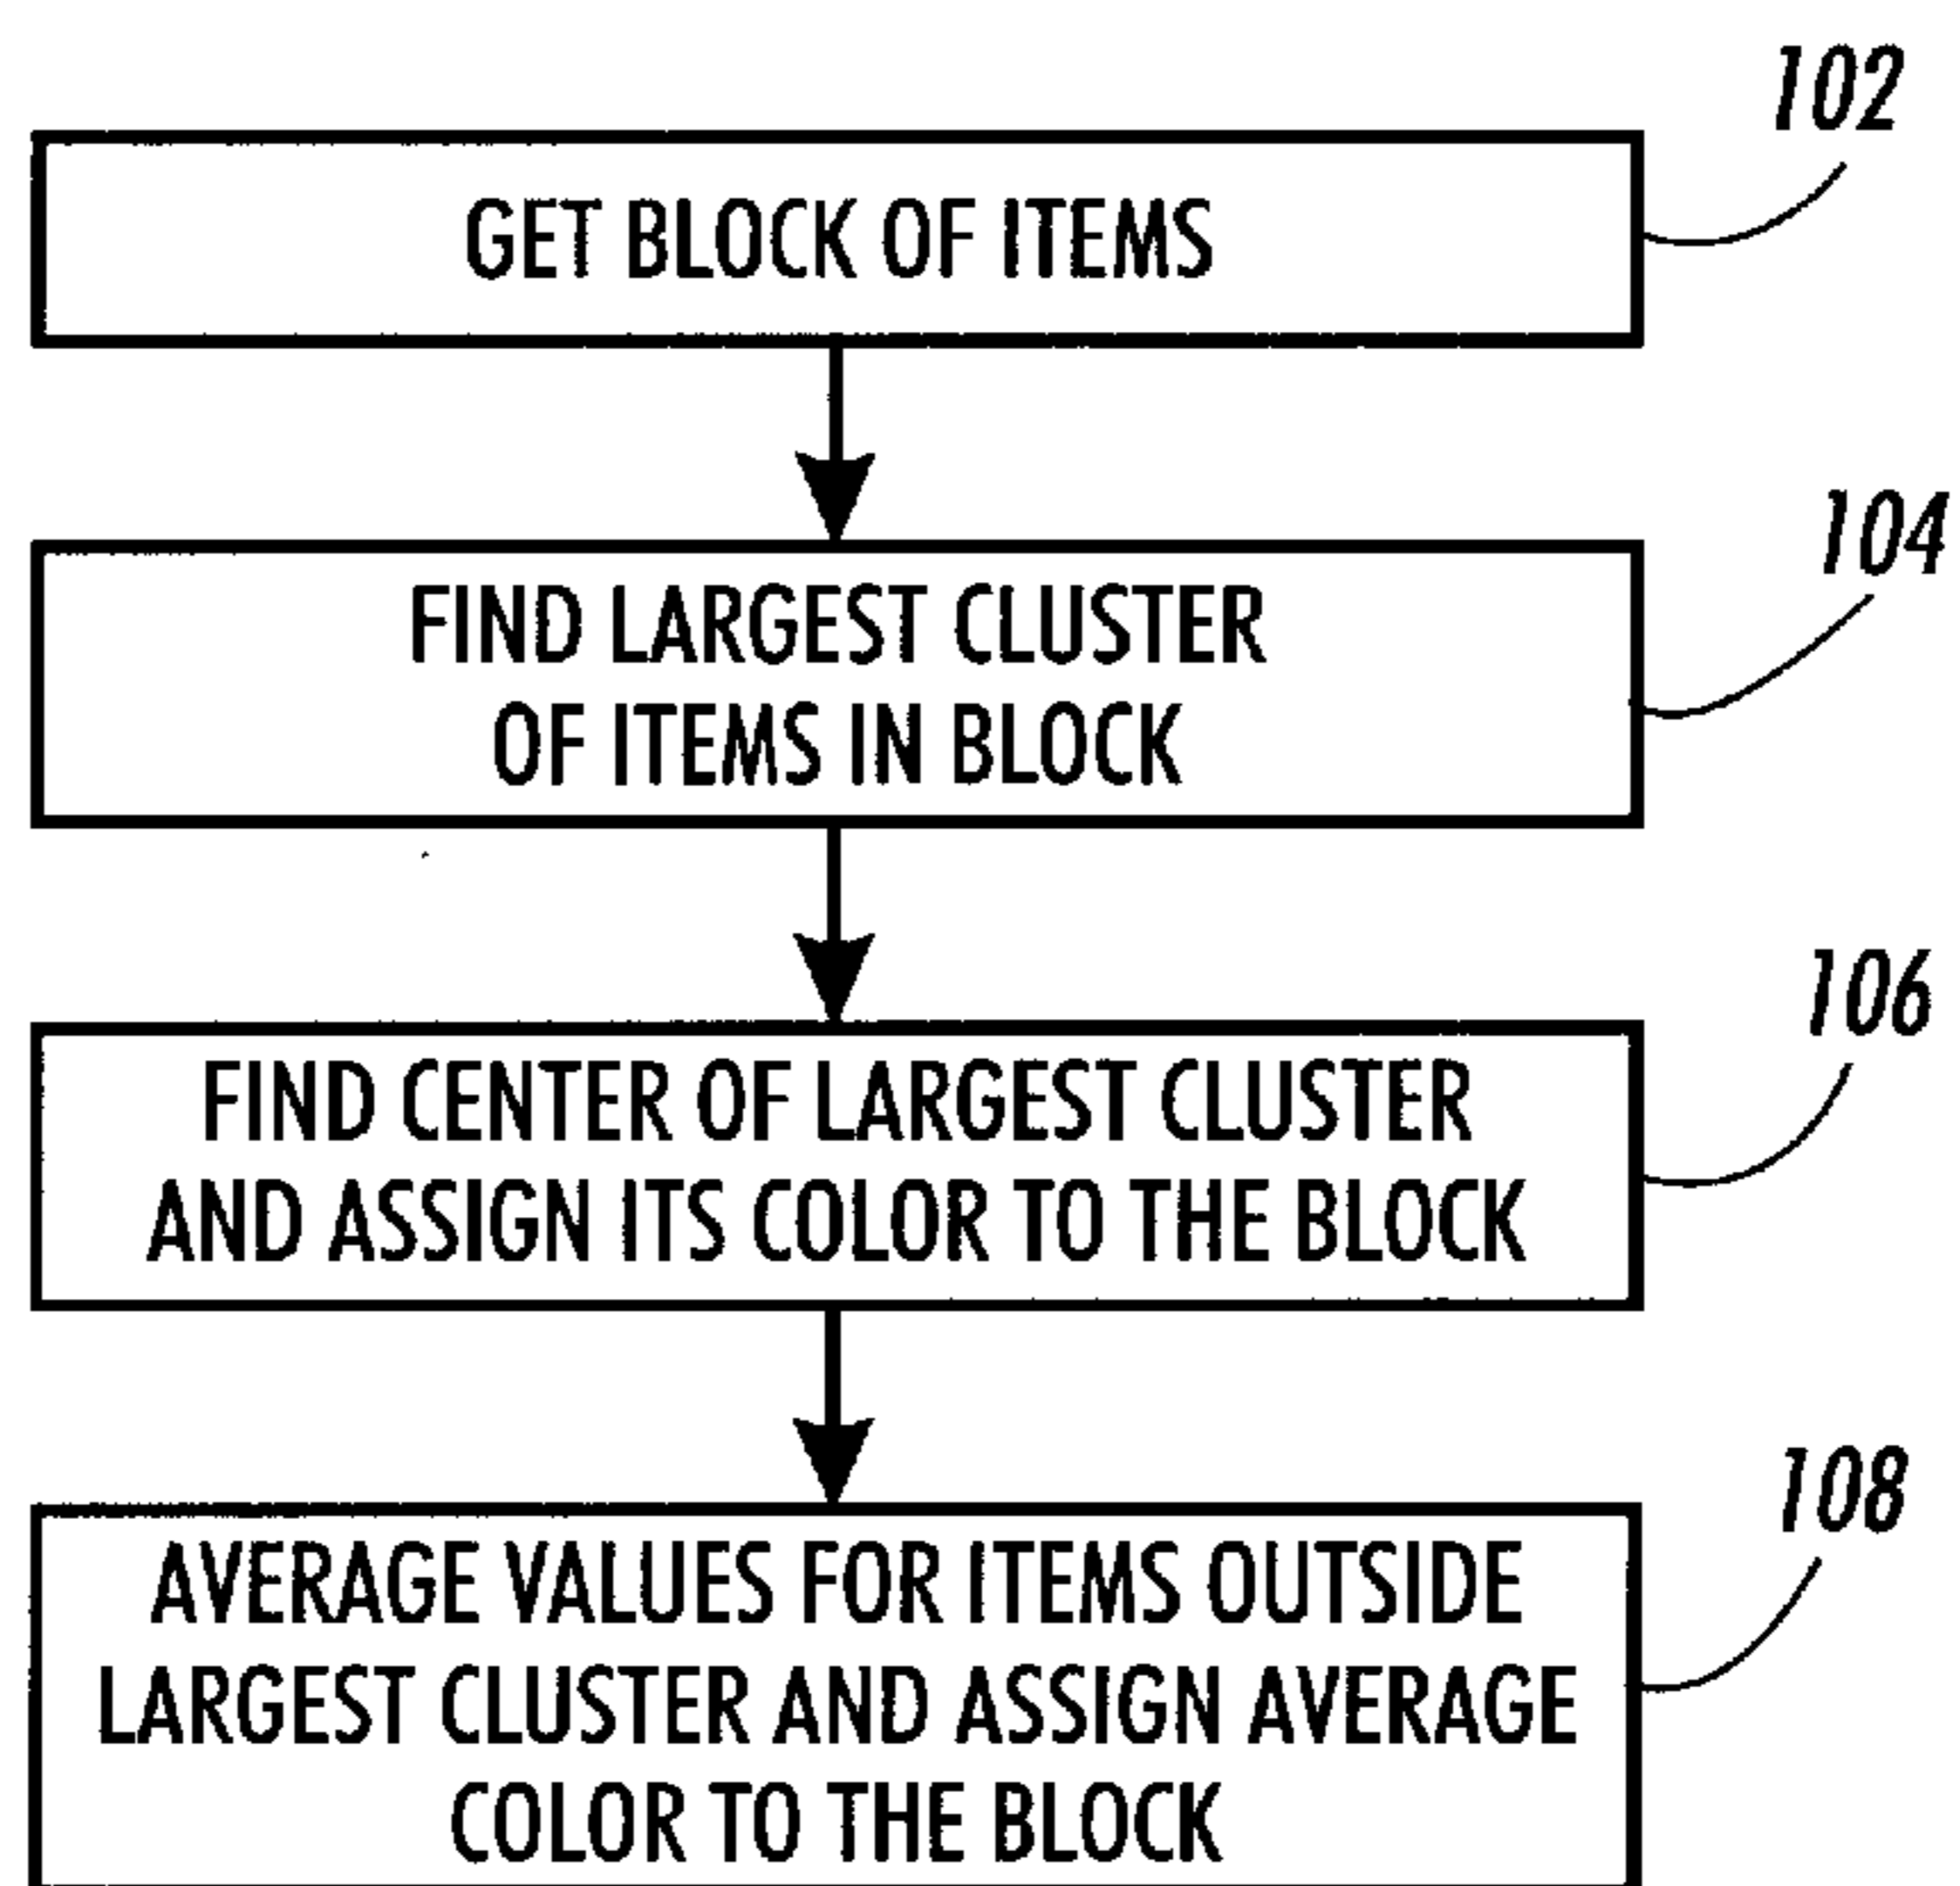 102
GET BLOCK OF ITEMS
104
FIND LARGEST CLUSTER
OF ITEMS IN BLOCK
106
FIND CENTER OF LARGEST CLUSTER
AND ASSIGN ITS COLOR TO THE BLOCK
108
AVERAGE VALUES FOR ITEMS OUTSIDE
LARGEST CLUSTER AND ASSIGN AVERAGE
COLOR TO THE BLOCK